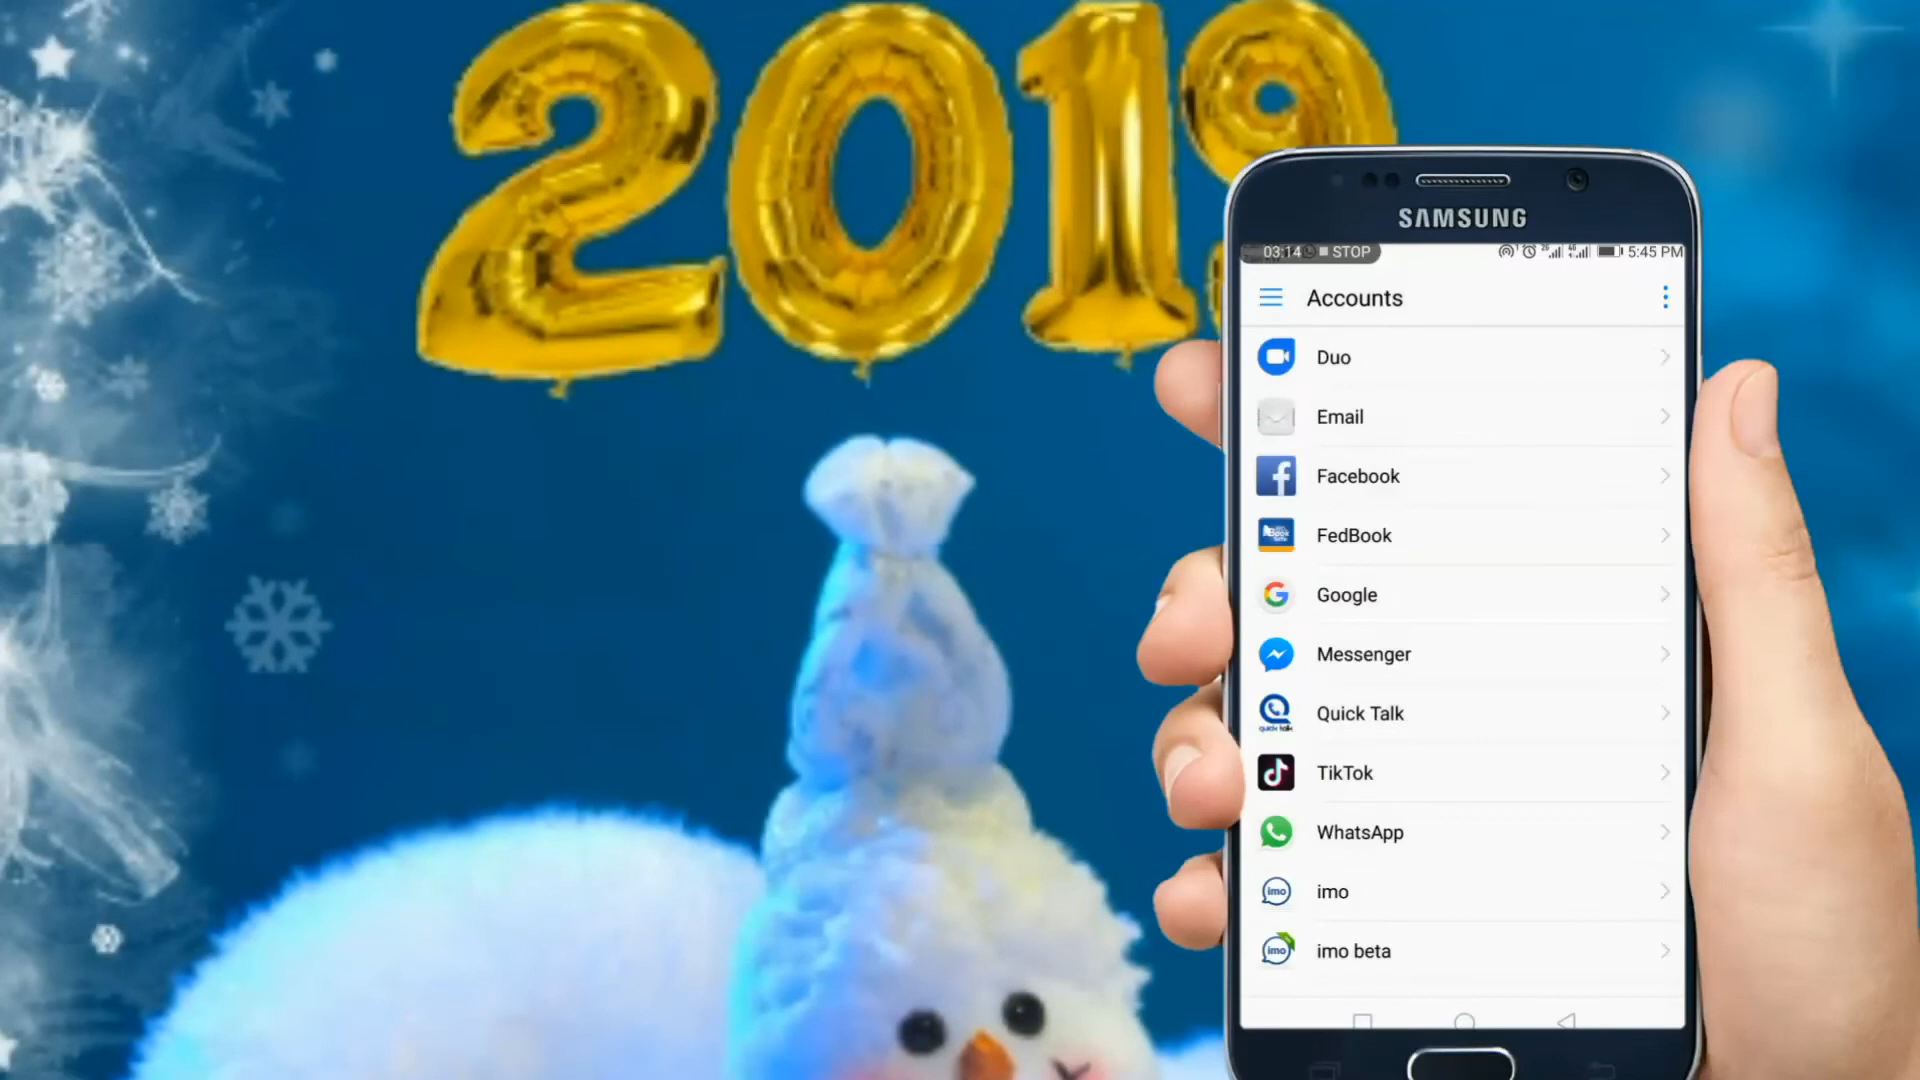 2019
SAMSUNG
03:14 STOP
5:45 PM
Accounts
Duo
Email
Facebook
FedBook
Google
Messenger
Quick Talk
TikTok
WhatsApp
imo
imo beta